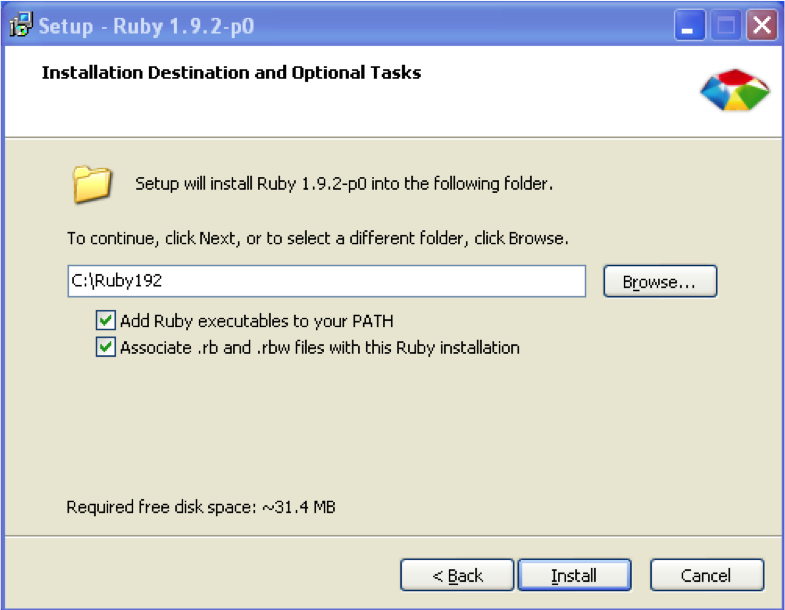 Setup - Ruby 1.9.2-p0
Installation Destination and Optional Tasks
Setup will install Ruby 1.9.2-p0 into the following folder.
To continue, click Next, or to select a different folder, click Browse.
C:\Ruby192
Browse...
Add Ruby executables to your PATH
Associate .rb and .rbw files with this Ruby installation
Required free disk space: ~31.4 MB
< Back
Install
Cancel